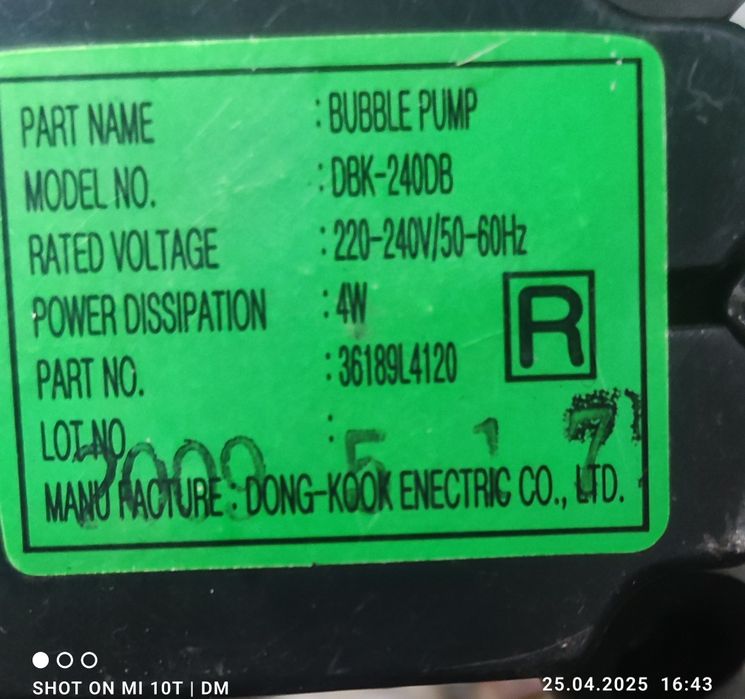 PART NAME : BUBBLE PUMP
MODEL NO. : DBK-240DB
RATED VOLTAGE : 220-240V/50-60Hz
POWER DISSIPATION : 4W
R
PART NO. : 36189L4120
LOT NO. :
2009 5 17
MANU FACTURE : DONG-KOOK ENECTRIC CO., LTD.
SHOT ON MI 10T | DM
25.04.2025 16:43